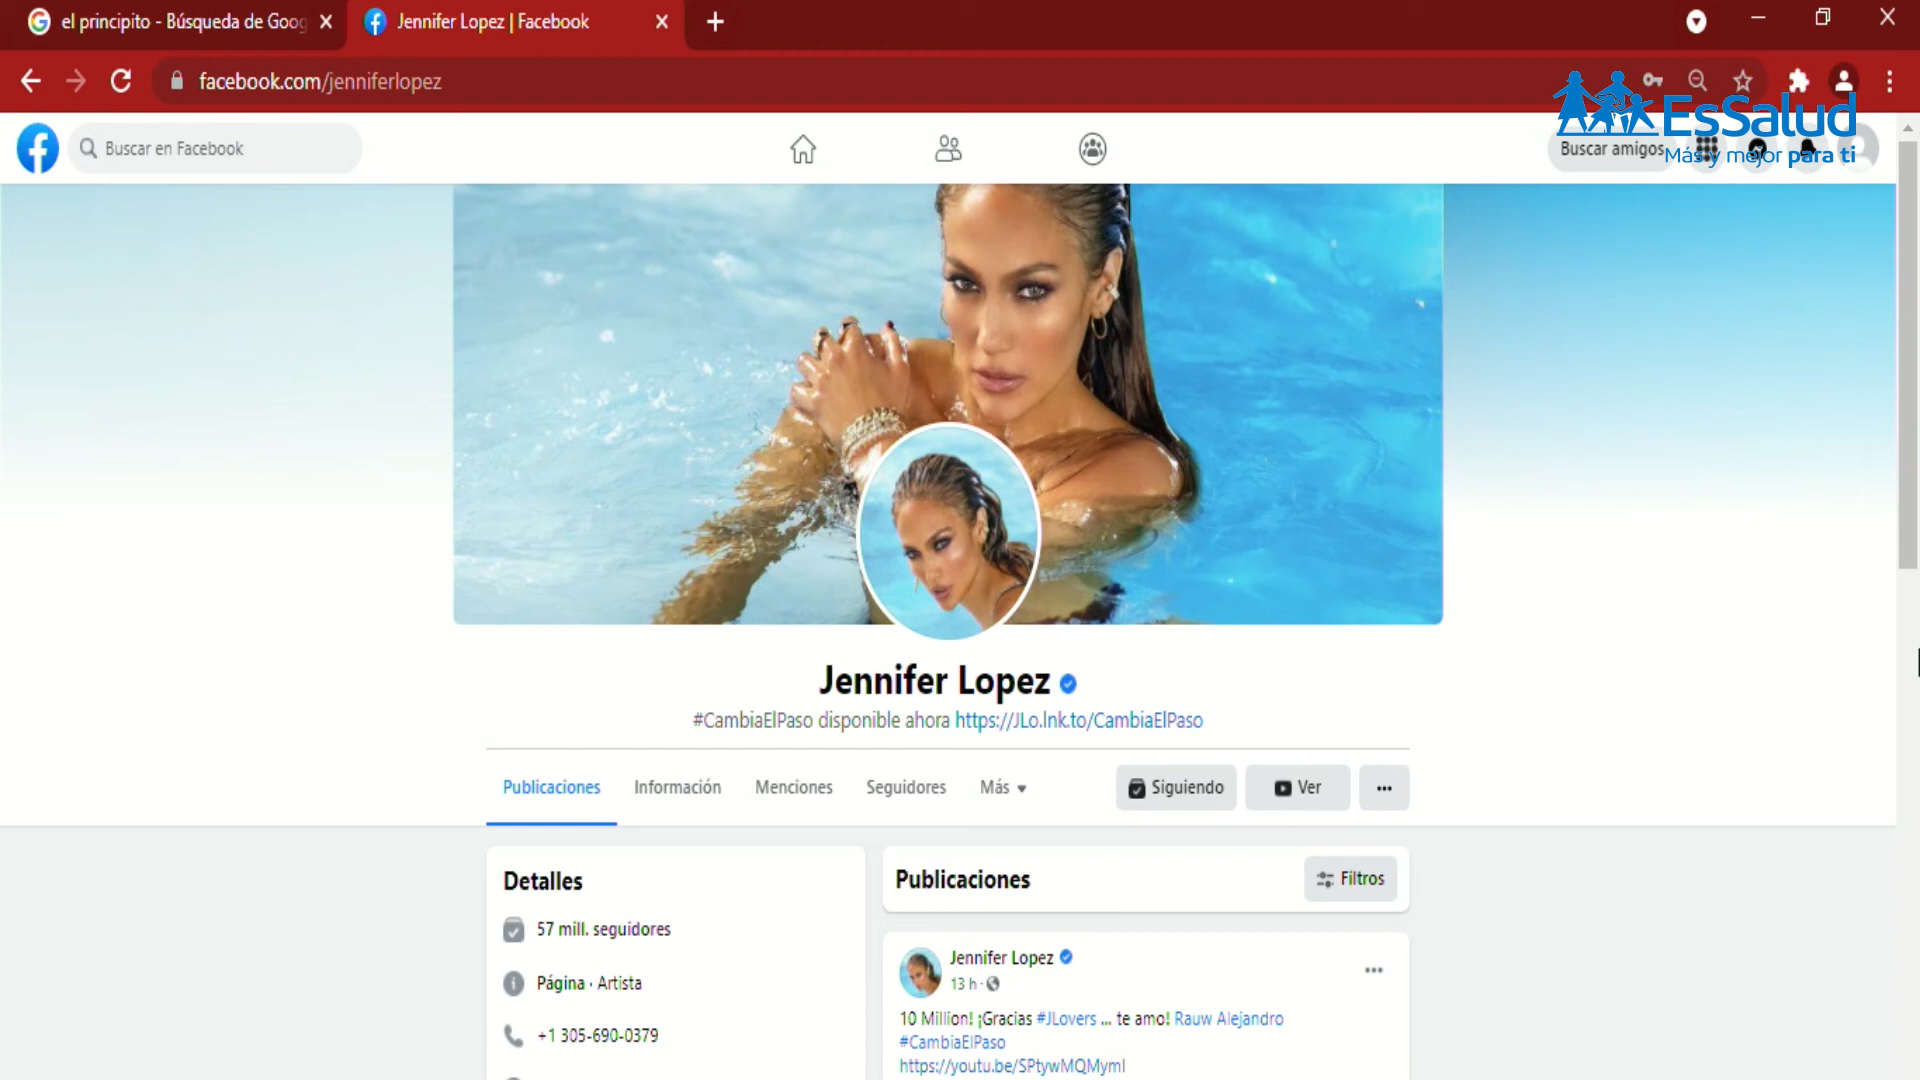 el principito - Búsqueda de Goog
Jennifer Lopez | Facebook
facebook.com/jenniferlopez
EsSalud
Más y mejor para ti
Buscar en Facebook
Buscar amigos
Jennifer Lopez
#CambiaElPaso disponible ahora https://JLo.lnk.to/CambiaElPaso
Publicaciones
Información
Menciones
Seguidores
Más
Siguiendo
Ver
Detalles
57 mill. seguidores
Página · Artista
+1 305-690-0379
Publicaciones
Filtros
Jennifer Lopez
13 h ·
10 Million! ¡Gracias #JLovers ... te amo! Rauw Alejandro
#CambiaElPaso
https://youtu.be/SPtywMQMymI